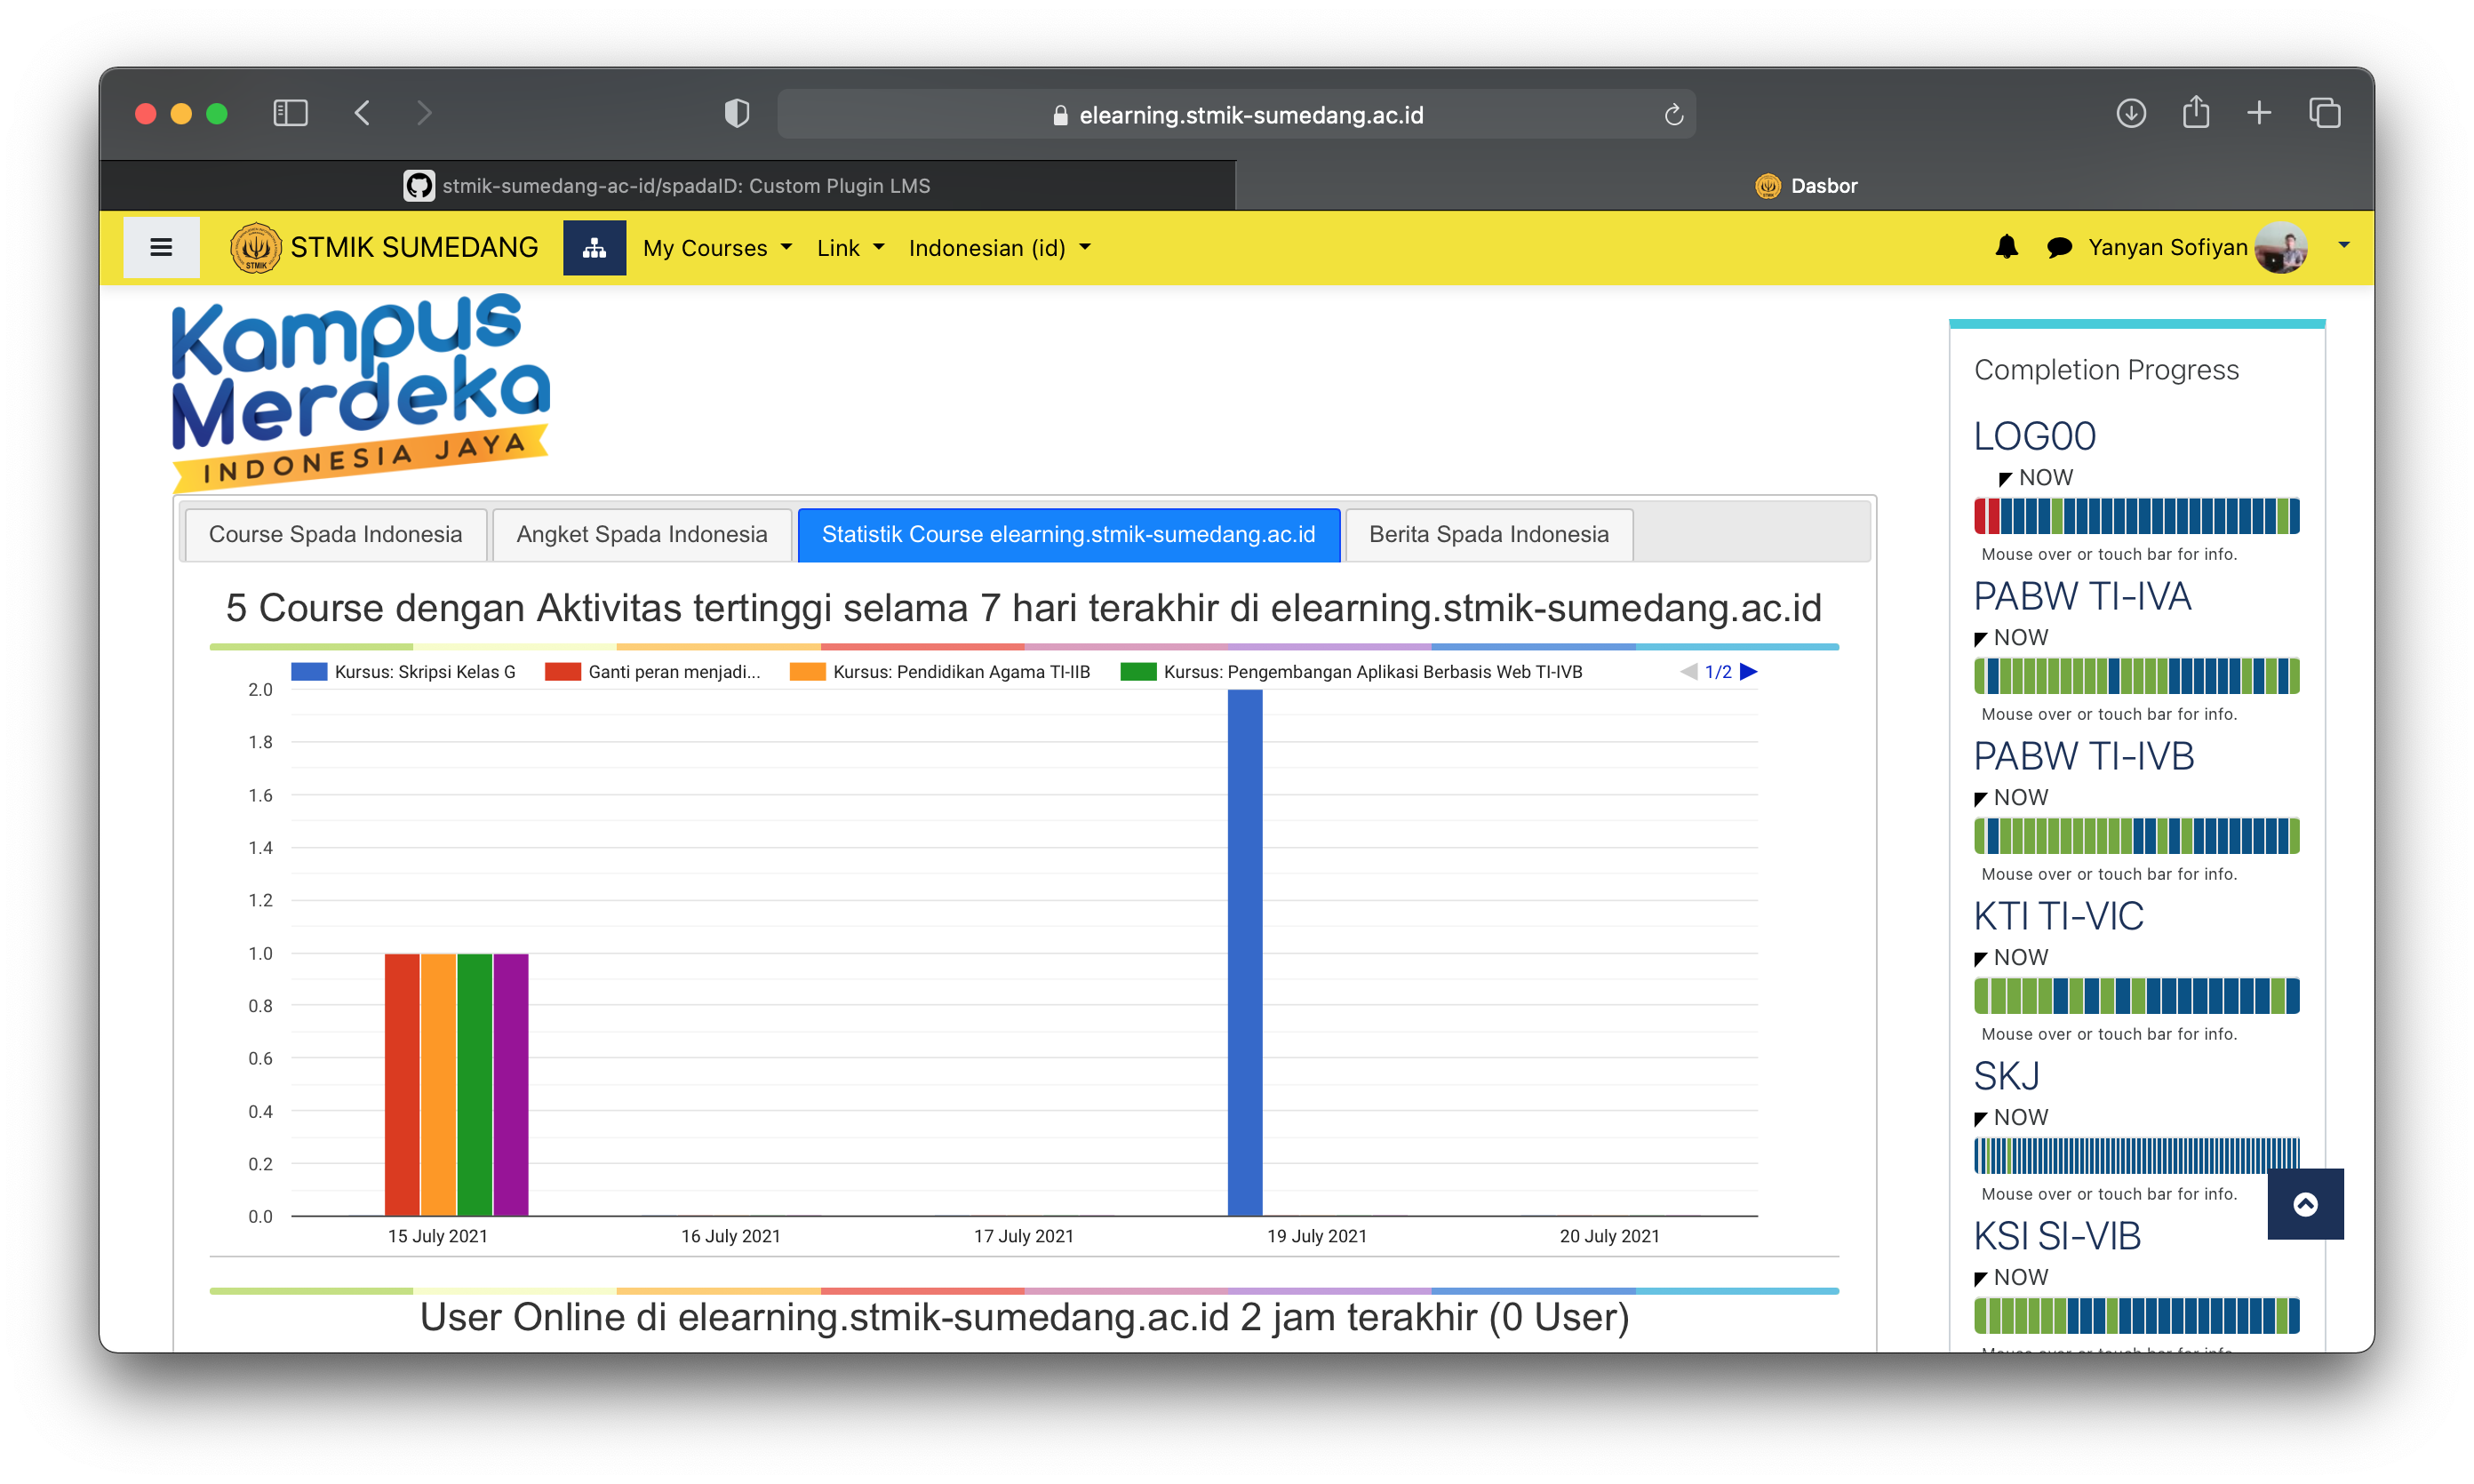 elearning.stmik-sumedang.ac.id
stmik-sumedang-ac-id/spadaID: Custom Plugin LMS
Dasbor
STMIK SUMEDANG
My Courses
Link
Indonesian (id)
Yanyan Sofiyan
Kampus
Merdeka
INDONESIA JAYA
Course Spada Indonesia
Angket Spada Indonesia
Statistik Course elearning.stmik-sumedang.ac.id
Berita Spada Indonesia
5 Course dengan Aktivitas tertinggi selama 7 hari terakhir di elearning.stmik-sumedang.ac.id
Kursus: Skripsi Kelas G
Ganti peran menjadi...
Kursus: Pendidikan Agama TI-IIB
Kursus: Pengembangan Aplikasi Berbasis Web TI-IVB
1/2
2.0
1.8
1.6
1.4
1.2
1.0
0.8
0.6
0.4
0.2
0.0
15 July 2021
16 July 2021
17 July 2021
19 July 2021
20 July 2021
User Online di elearning.stmik-sumedang.ac.id 2 jam terakhir (0 User)
Completion Progress
LOG00
NOW
Mouse over or touch bar for info.
PABW TI-IVA
NOW
Mouse over or touch bar for info.
PABW TI-IVB
NOW
Mouse over or touch bar for info.
KTI TI-VIC
NOW
Mouse over or touch bar for info.
SKJ
NOW
Mouse over or touch bar for info.
KSI SI-VIB
NOW